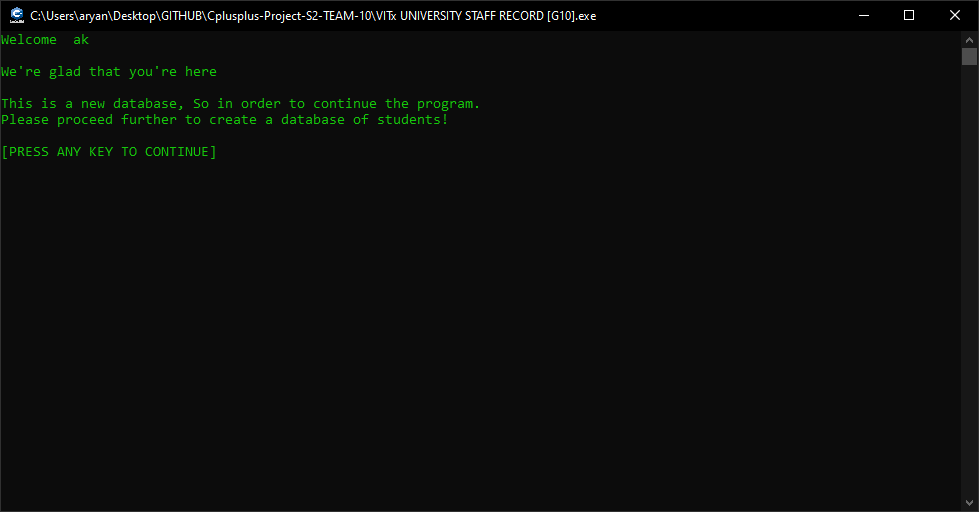 C:\Users\aryan\Desktop\GITHUB\Cplusplus-Project-S2-TEAM-10\VITx UNIVERSITY STAFF RECORD [G10].exe
Welcome  ak
We're glad that you're here
This is a new database, So in order to continue the program.
Please proceed further to create a database of students!
[PRESS ANY KEY TO CONTINUE]